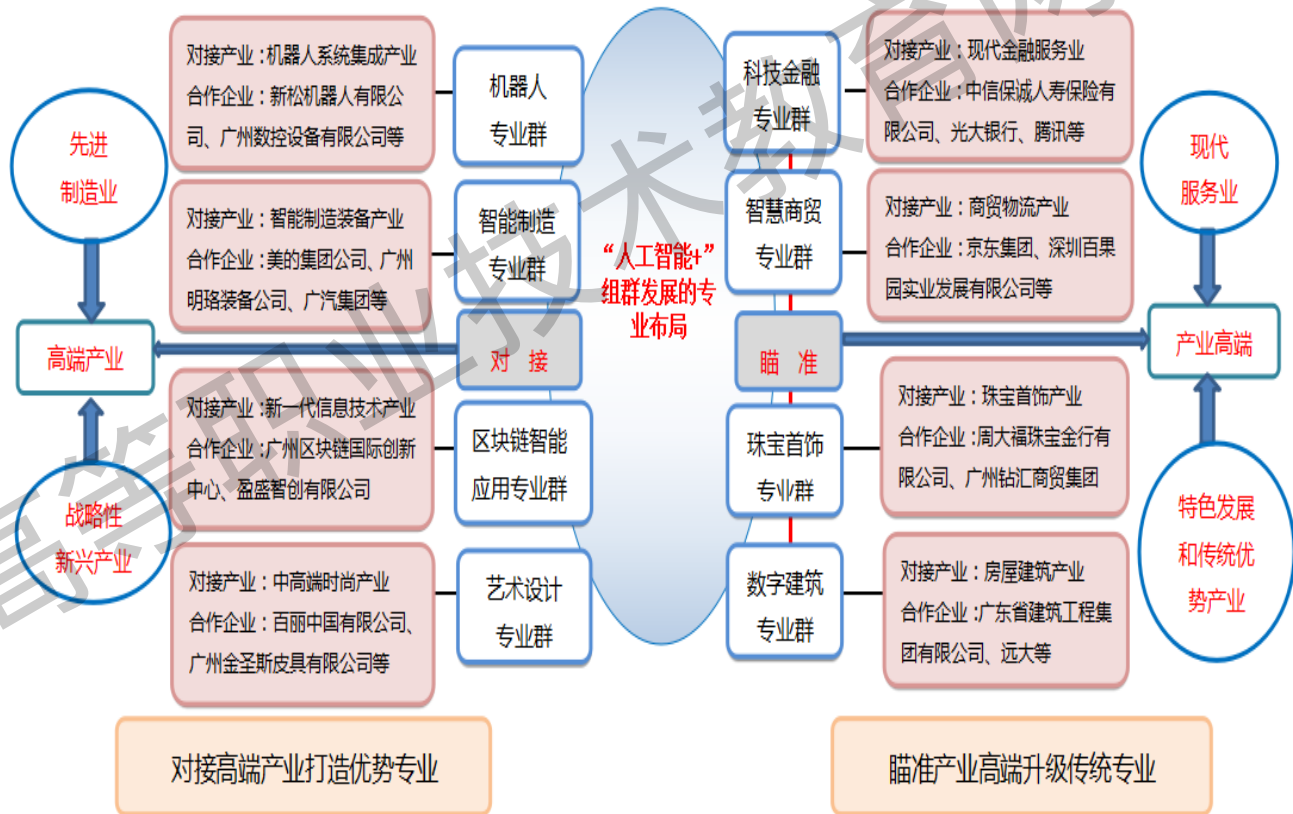 先进
制造业
高端产业
战略性
新兴产业
对接产业：机器人系统集成产业
合作企业：新松机器人有限公
司、广州数控设备有限公司等
机器人
专业群
对接产业：智能制造装备产业
合作企业：美的集团公司、广州
明珞装备公司、广汽集团等
智能制造
专业群
对 接
对接产业：新一代信息技术产业
合作企业：广州区块链国际创新
中心、盈盛智创有限公司
区块链智能
应用专业群
对接产业：中高端时尚产业
合作企业：百丽中国有限公司、
广州金圣斯皮具有限公司等
艺术设计
专业群
“人工智能+”
组群发展的专
业布局
科技金融
专业群
对接产业：现代金融服务业
合作企业：中信保诚人寿保险有
限公司、光大银行、腾讯等
智慧商贸
专业群
对接产业：商贸物流产业
合作企业：京东集团、深圳百果
园实业发展有限公司等
瞄 准
珠宝首饰
专业群
对接产业：珠宝首饰产业
合作企业：周大福珠宝金行有
限公司、广州钻汇商贸集团
数字建筑
专业群
对接产业：房屋建筑产业
合作企业：广东省建筑工程集
团有限公司、远大等
现代
服务业
产业高端
特色发展
和传统优
势产业
对接高端产业打造优势专业
瞄准产业高端升级传统专业
高等职业技术教育网